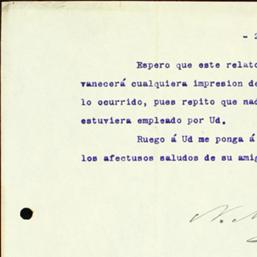 - 2
Espero que este relato
vanecerá cualquiera impresion de
lo ocurrido, pues repito que nad
estuviera empleado por Ud.
Ruego á Ud me ponga á
los afectusos saludos de su amig